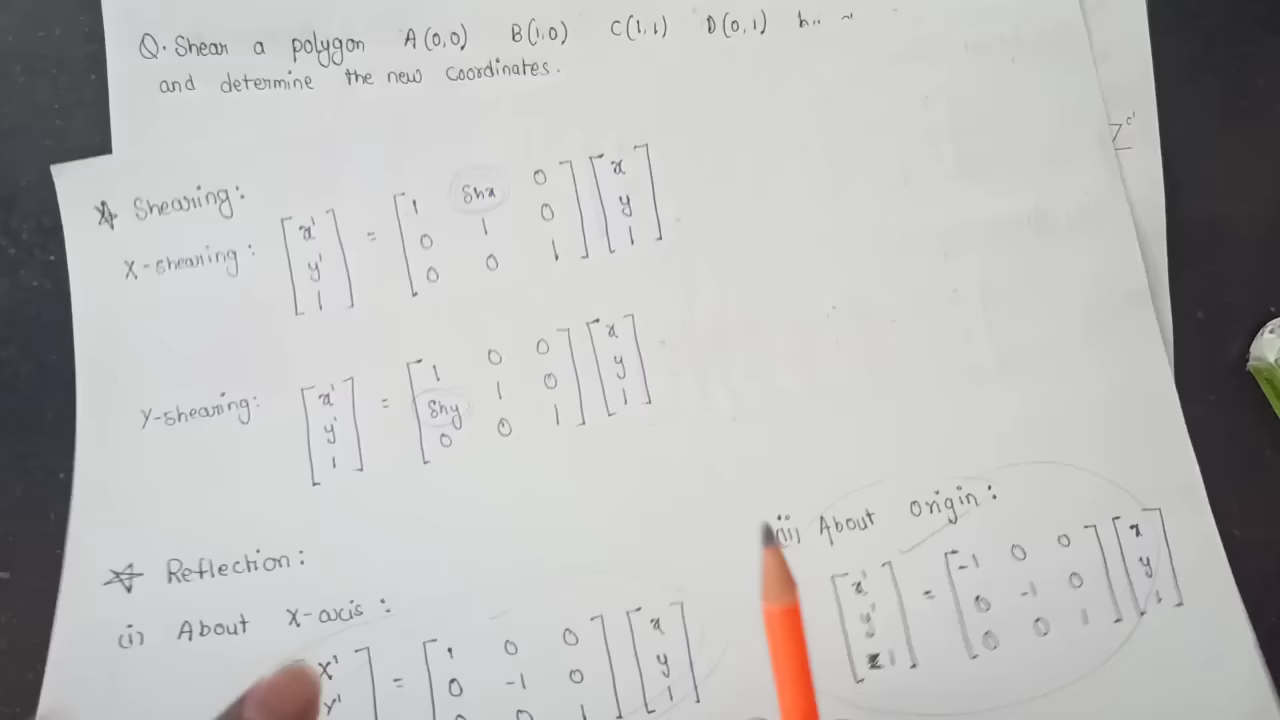 Q. Shear a polygon A(0,0) B(1,0) C(1,1) D(0,1)
and determine the new coordinates.
☆ Shearing:
X-shearing: [x' y' 1] = [1 Shx 0
0 1 0
0 0 1] [x y 1]
Y-shearing: [x' y' 1] = [1 0 0
Shy 1 0
0 0 1] [x y 1]
☆ Reflection:
(i) About X-axis:
[x' y' = [1 0 0
0 -1 0
1 [x y 1]
About origin:
[x' y' 1] = [-1 0 0
0 -1 0
0 0 1] [x y 1]